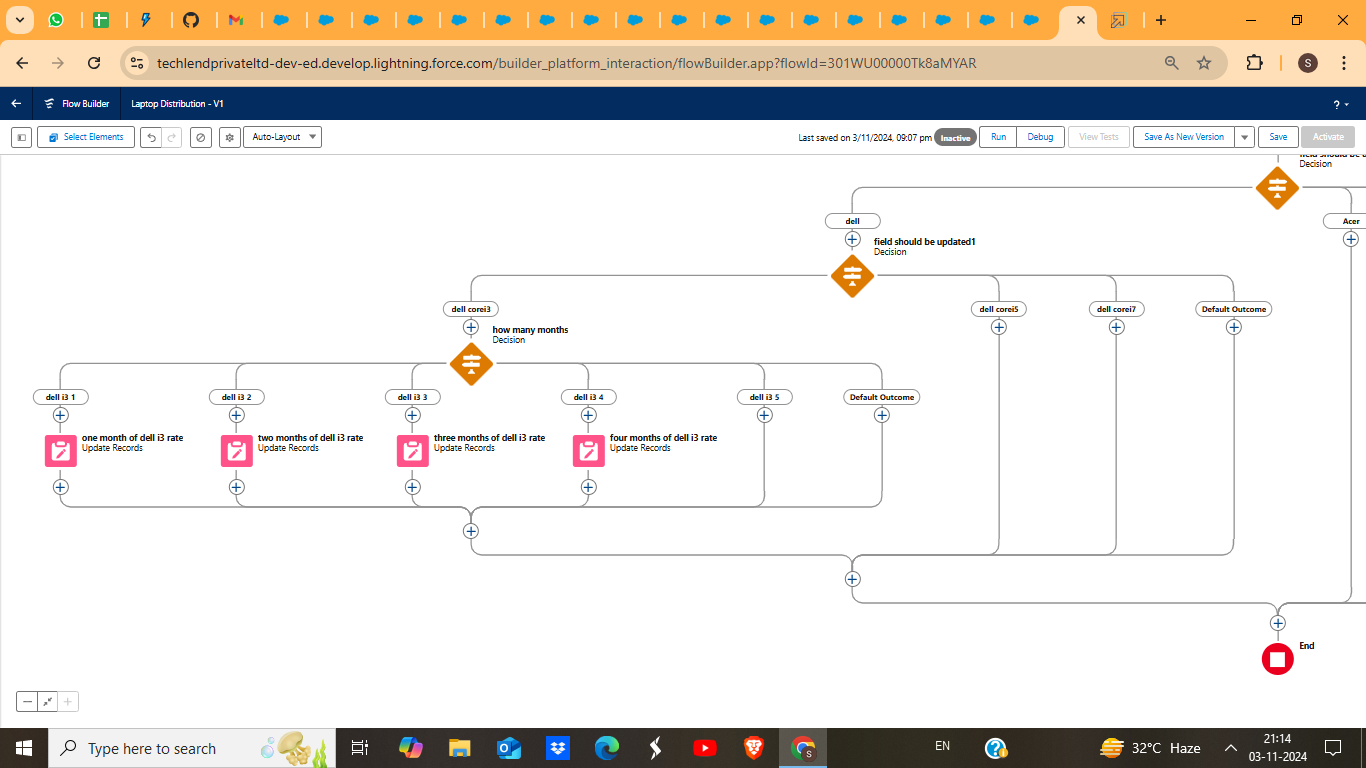 techlendprivateltd-dev-ed.develop.lightning.force.com/builder_platform_interaction/flowBuilder.app?flowId=301WU00000Tk8aMYAR
S
Flow Builder
Laptop Distribution - V1
?
Select Elements
Auto-Layout
Last saved on 3/11/2024, 09:07 pm
Inactive
Run
Debug
View Tests
Save As New Version
Save
Activate
Decision
dell
Acer
field should be updated1
Decision
dell corei3
dell corei5
dell corei7
Default Outcome
how many months
Decision
dell i3 1
dell i3 2
dell i3 3
dell i3 4
dell i3 5
Default Outcome
one month of dell i3 rate
Update Records
two months of dell i3 rate
Update Records
three months of dell i3 rate
Update Records
four months of dell i3 rate
Update Records
End
Type here to search
EN
32°C Haze
21:14
03-11-2024